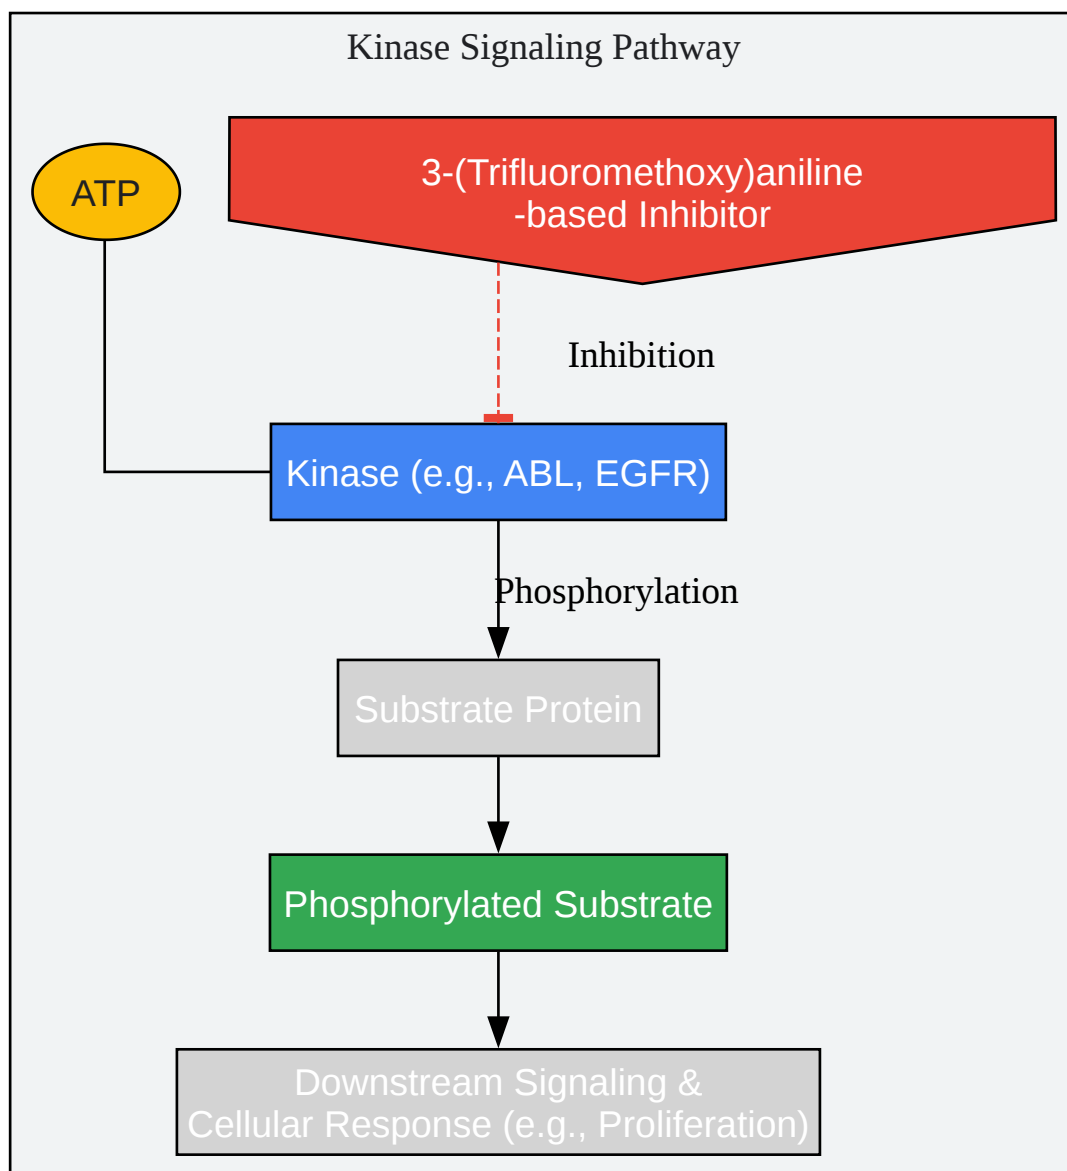 Kinase Signaling Pathway
ATP
3-(Trifluoromethoxy)aniline
-based Inhibitor
Inhibition
Kinase (e.g., ABL, EGFR)
Phosphorylation
Substrate Protein
Phosphorylated Substrate
Downstream Signaling &
Cellular Response (e.g., Proliferation)